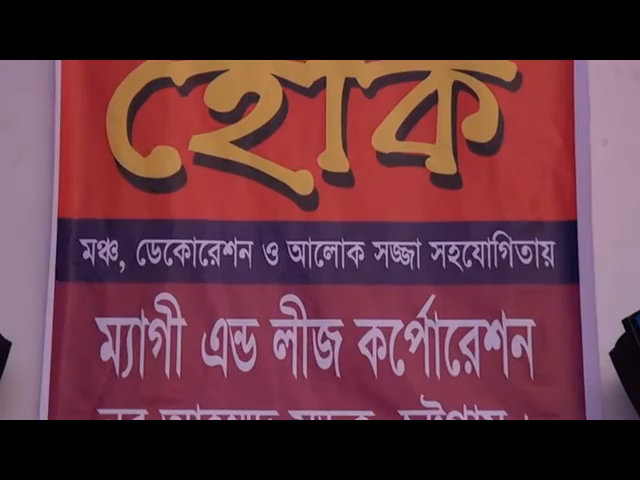 হোক
মঞ্চ, ডেকোরেশন ও আলোক সজ্জা সহযোগিতায়
ম্যাগী এন্ড লীজ কর্পোরেশন